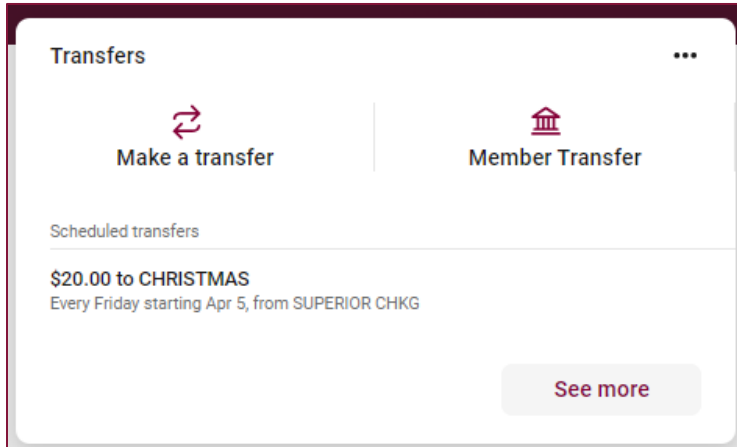 Transfers
Make a transfer
Member Transfer
Scheduled transfers
$20.00 to CHRISTMAS
Every Friday starting Apr 5, from SUPERIOR CHKG
See more